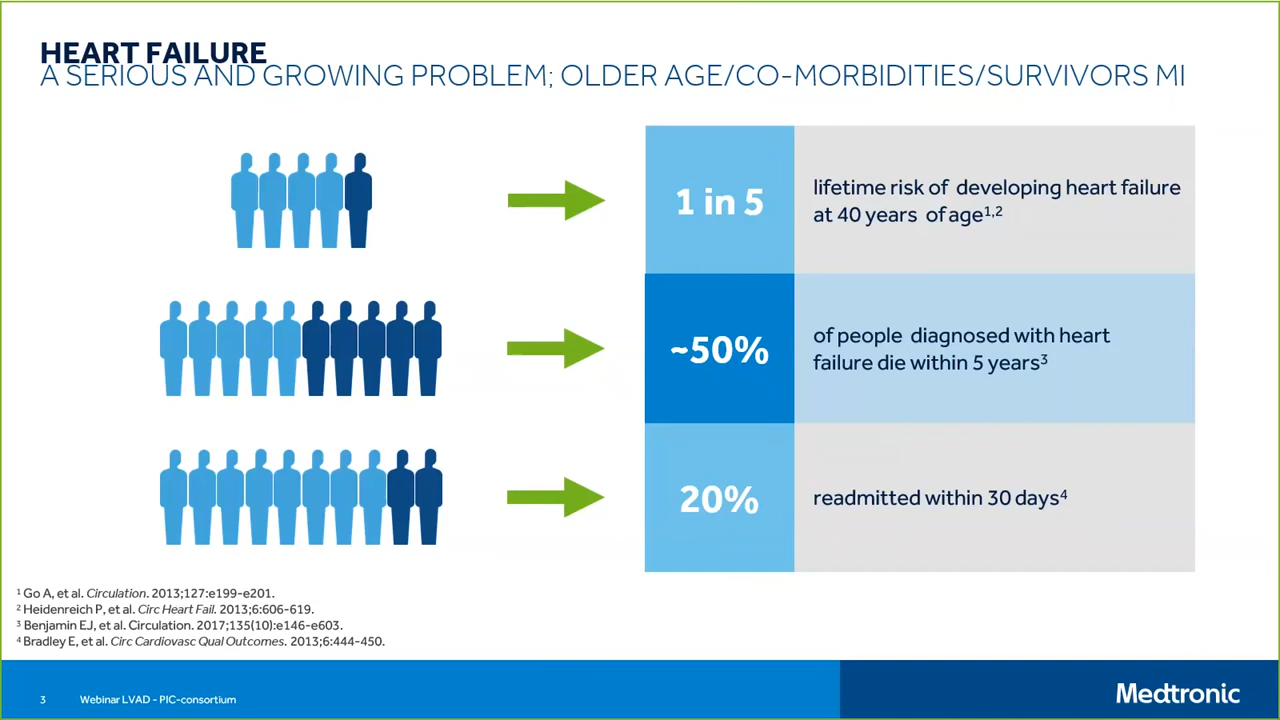 HEART FAILURE
A SERIOUS AND GROWING PROBLEM; OLDER AGE/CO-MORBIDITIES/SURVIVORS MI
1 in 5
lifetime risk of developing heart failure
at 40 years of age1,2
~50%
of people diagnosed with heart
failure die within 5 years3
20%
readmitted within 30 days4
1 Go A, et al. Circulation. 2013;127:e199-e201.
2 Heidenreich P, et al. Circ Heart Fail. 2013;6:606-619.
3 Benjamin EJ, et al. Circulation. 2017;135(10):e146-e603.
4 Bradley E, et al. Circ Cardiovasc Qual Outcomes. 2013;6:444-450.
3 Webinar LVAD - PIC-consortium
Medtronic